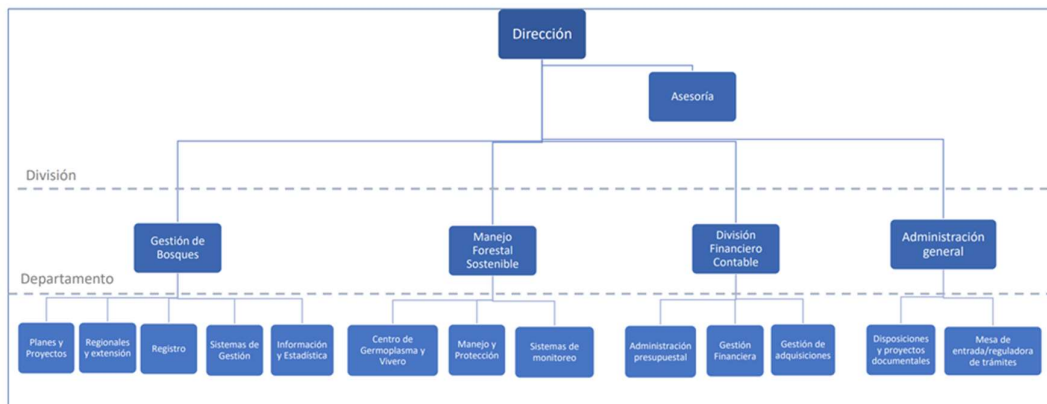 Dirección
Asesoría
División
Gestión de
Bosques
Manejo
Forestal
Sostenible
División
Financiero
Contable
Administración
general
Departamento
Planes y
Proyectos
Regionales
y extensión
Registro
Sistemas de
Gestión
Información
y Estadística
Centro de
Germoplasma y
Vivero
Manejo y
Protección
Sistemas de
monitoreo
Administración
presupuestal
Gestión
Financiera
Gestión de
adquisiciones
Disposiciones
y proyectos
documentales
Mesa de
entrada/reguladora
de trámites